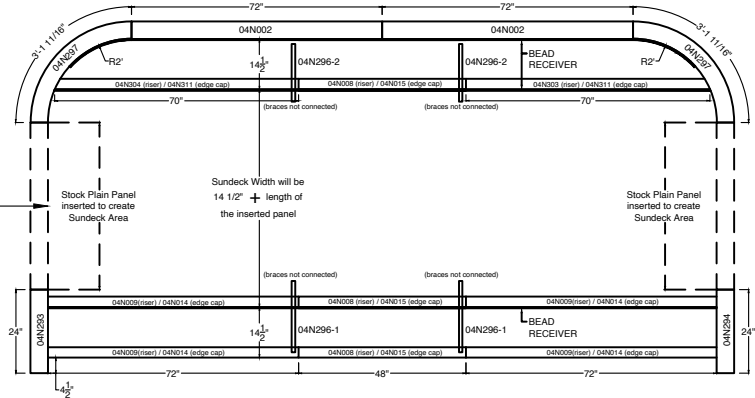 72"
72"
3'-1 11/16"
3'-1 11/16"
04N002
04N002
04N297
04N297
R2'
R2'
14 1/2"
04N296-2
04N296-2
BEAD
RECEIVER
04N304 (riser) / 04N311 (edge cap)
04N008 (riser) / 04N015 (edge cap)
04N303 (riser) / 04N311 (edge cap)
70"
70"
(braces not connected)
(braces not connected)
Stock Plain Panel
inserted to create
Sundeck Area
Sundeck Width will be
14 1/2" + length of
the inserted panel
Stock Plain Panel
inserted to create
Sundeck Area
(braces not connected)
(braces not connected)
04N009(riser) / 04N014 (edge cap)
04N008 (riser) / 04N015 (edge cap)
04N009(riser) / 04N014 (edge cap)
24"
04N293
14 1/2"
04N296-1
04N296-1
BEAD
RECEIVER
04N294
24"
04N009(riser) / 04N014 (edge cap)
04N008 (riser) / 04N015 (edge cap)
04N009(riser) / 04N014 (edge cap)
72"
48"
72"
4 1/2"